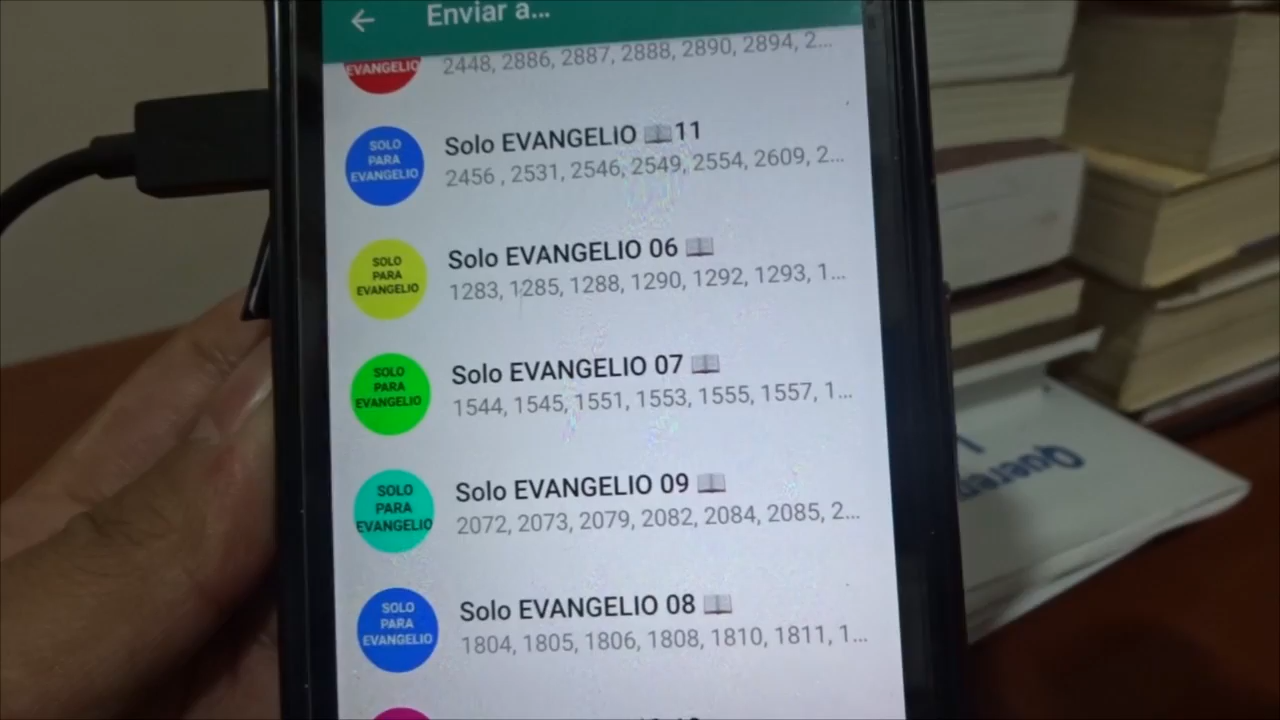 Enviar a...
EVANGELIO
2448, 2886, 2887, 2888, 2890, 2894, 2...
SOLO
PARA
EVANGELIO
Solo EVANGELIO 📖11
2456 , 2531, 2546, 2549, 2554, 2609, 2...
SOLO
PARA
EVANGELIO
Solo EVANGELIO 06 📖
1283, 1285, 1288, 1290, 1292, 1293, 1...
SOLO
PARA
EVANGELIO
Solo EVANGELIO 07 📖
1544, 1545, 1551, 1553, 1555, 1557, 1...
SOLO
PARA
EVANGELIO
Solo EVANGELIO 09 📖
2072, 2073, 2079, 2082, 2084, 2085, 2...
SOLO
PARA
EVANGELIO
Solo EVANGELIO 08 📖
1804, 1805, 1806, 1808, 1810, 1811, 1...